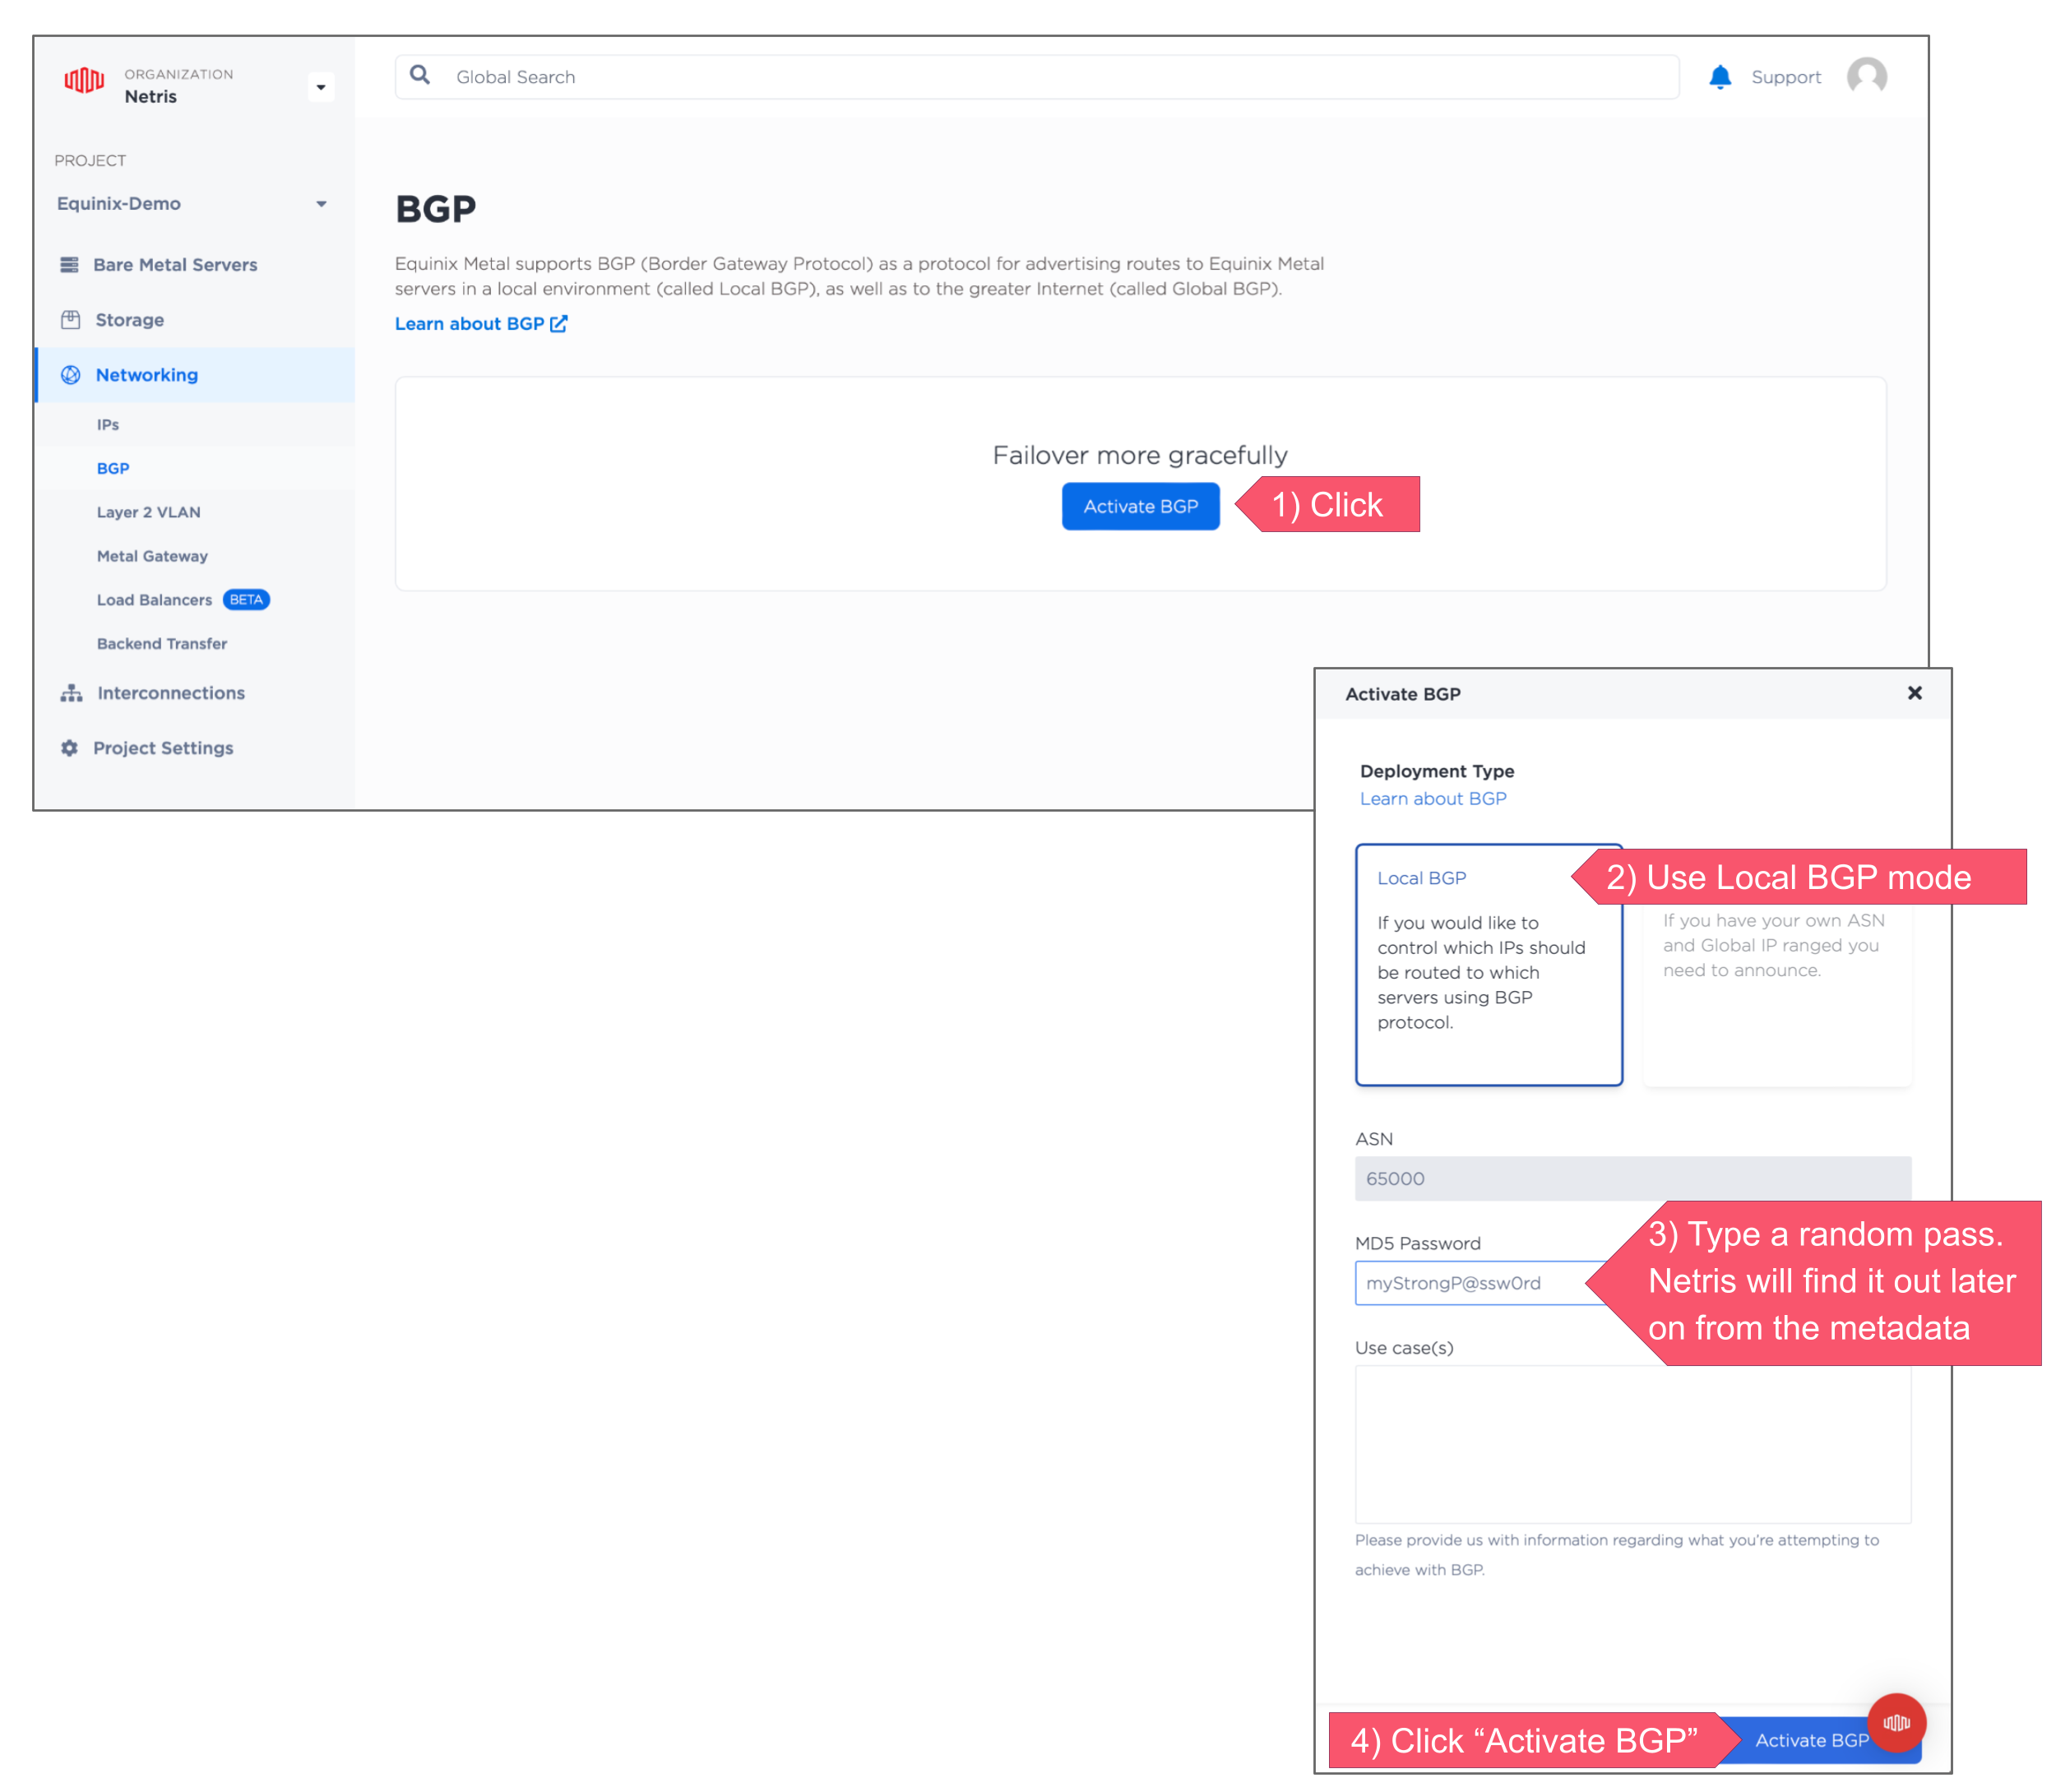 ORGANIZATION
Netris
Global Search
Support
PROJECT
Equinix-Demo
Bare Metal Servers
Storage
Networking
IPs
BGP
Layer 2 VLAN
Metal Gateway
Load Balancers BETA
Backend Transfer
Interconnections
Project Settings
BGP
Equinix Metal supports BGP (Border Gateway Protocol) as a protocol for advertising routes to Equinix Metal
servers in a local environment (called Local BGP), as well as to the greater Internet (called Global BGP).
Learn about BGP
Failover more gracefully
Activate BGP
1) Click
Activate BGP
Deployment Type
Learn about BGP
Local BGP
2) Use Local BGP mode
If you would like to
control which IPs should
be routed to which
servers using BGP
protocol.
If you have your own ASN
and Global IP ranged you
need to announce.
ASN
65000
MD5 Password
myStrongP@ssw0rd
3) Type a random pass.
Netris will find it out later
on from the metadata
Use case(s)
Please provide us with information regarding what you're attempting to
achieve with BGP.
4) Click “Activate BGP”
Activate BGP